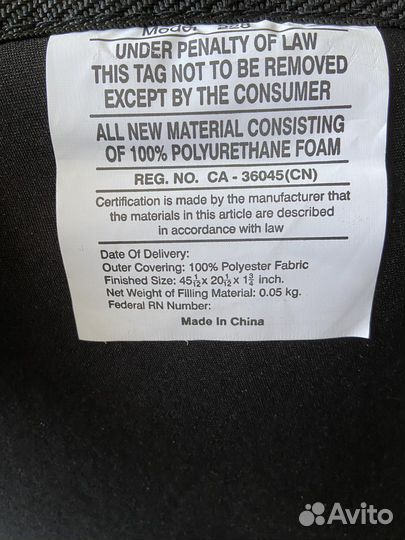 UNDER PENALTY OF LAW
THIS TAG NOT TO BE REMOVED
EXCEPT BY THE CONSUMER
ALL NEW MATERIAL CONSISTING
OF 100% POLYURETHANE FOAM
REG. NO. CA - 36045(CN)
Certification is made by the manufacturer that
the materials in this article are described
in accordance with law
Date Of Delivery:
Outer Covering: 100% Polyester Fabric
Finished Size: 45½x 20½x 1¾ inch.
Net Weight of Filling Material: 0.05 kg.
Federal RN Number:
Made In China
Avito